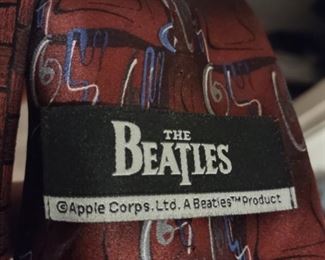 THE
BEATLES
©Apple Corps. Ltd. A Beatles™ Product